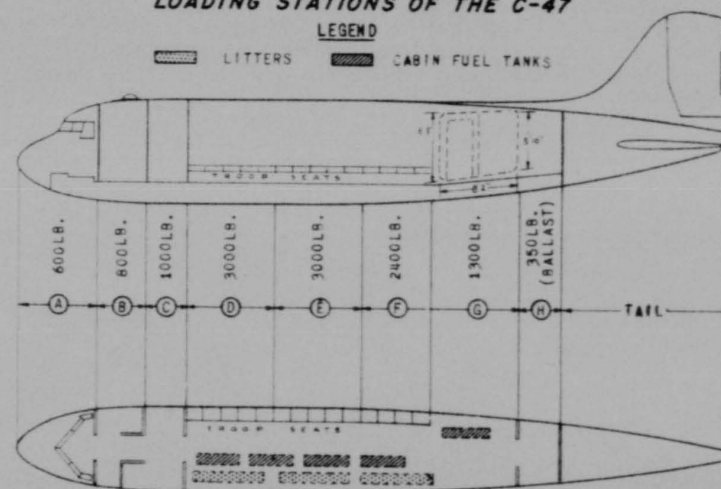 LOADING STATIONS OF THE C-47
LEGEND
LITTERS
CABIN FUEL TANKS
TROOP SEATS
600LB.
800LB.
1000LB.
3000LB.
3000LB.
2400LB.
1300LB.
350LB.
(BALLAST)
A
B
C
D
E
F
G
H
TAIL
TROOP SEATS